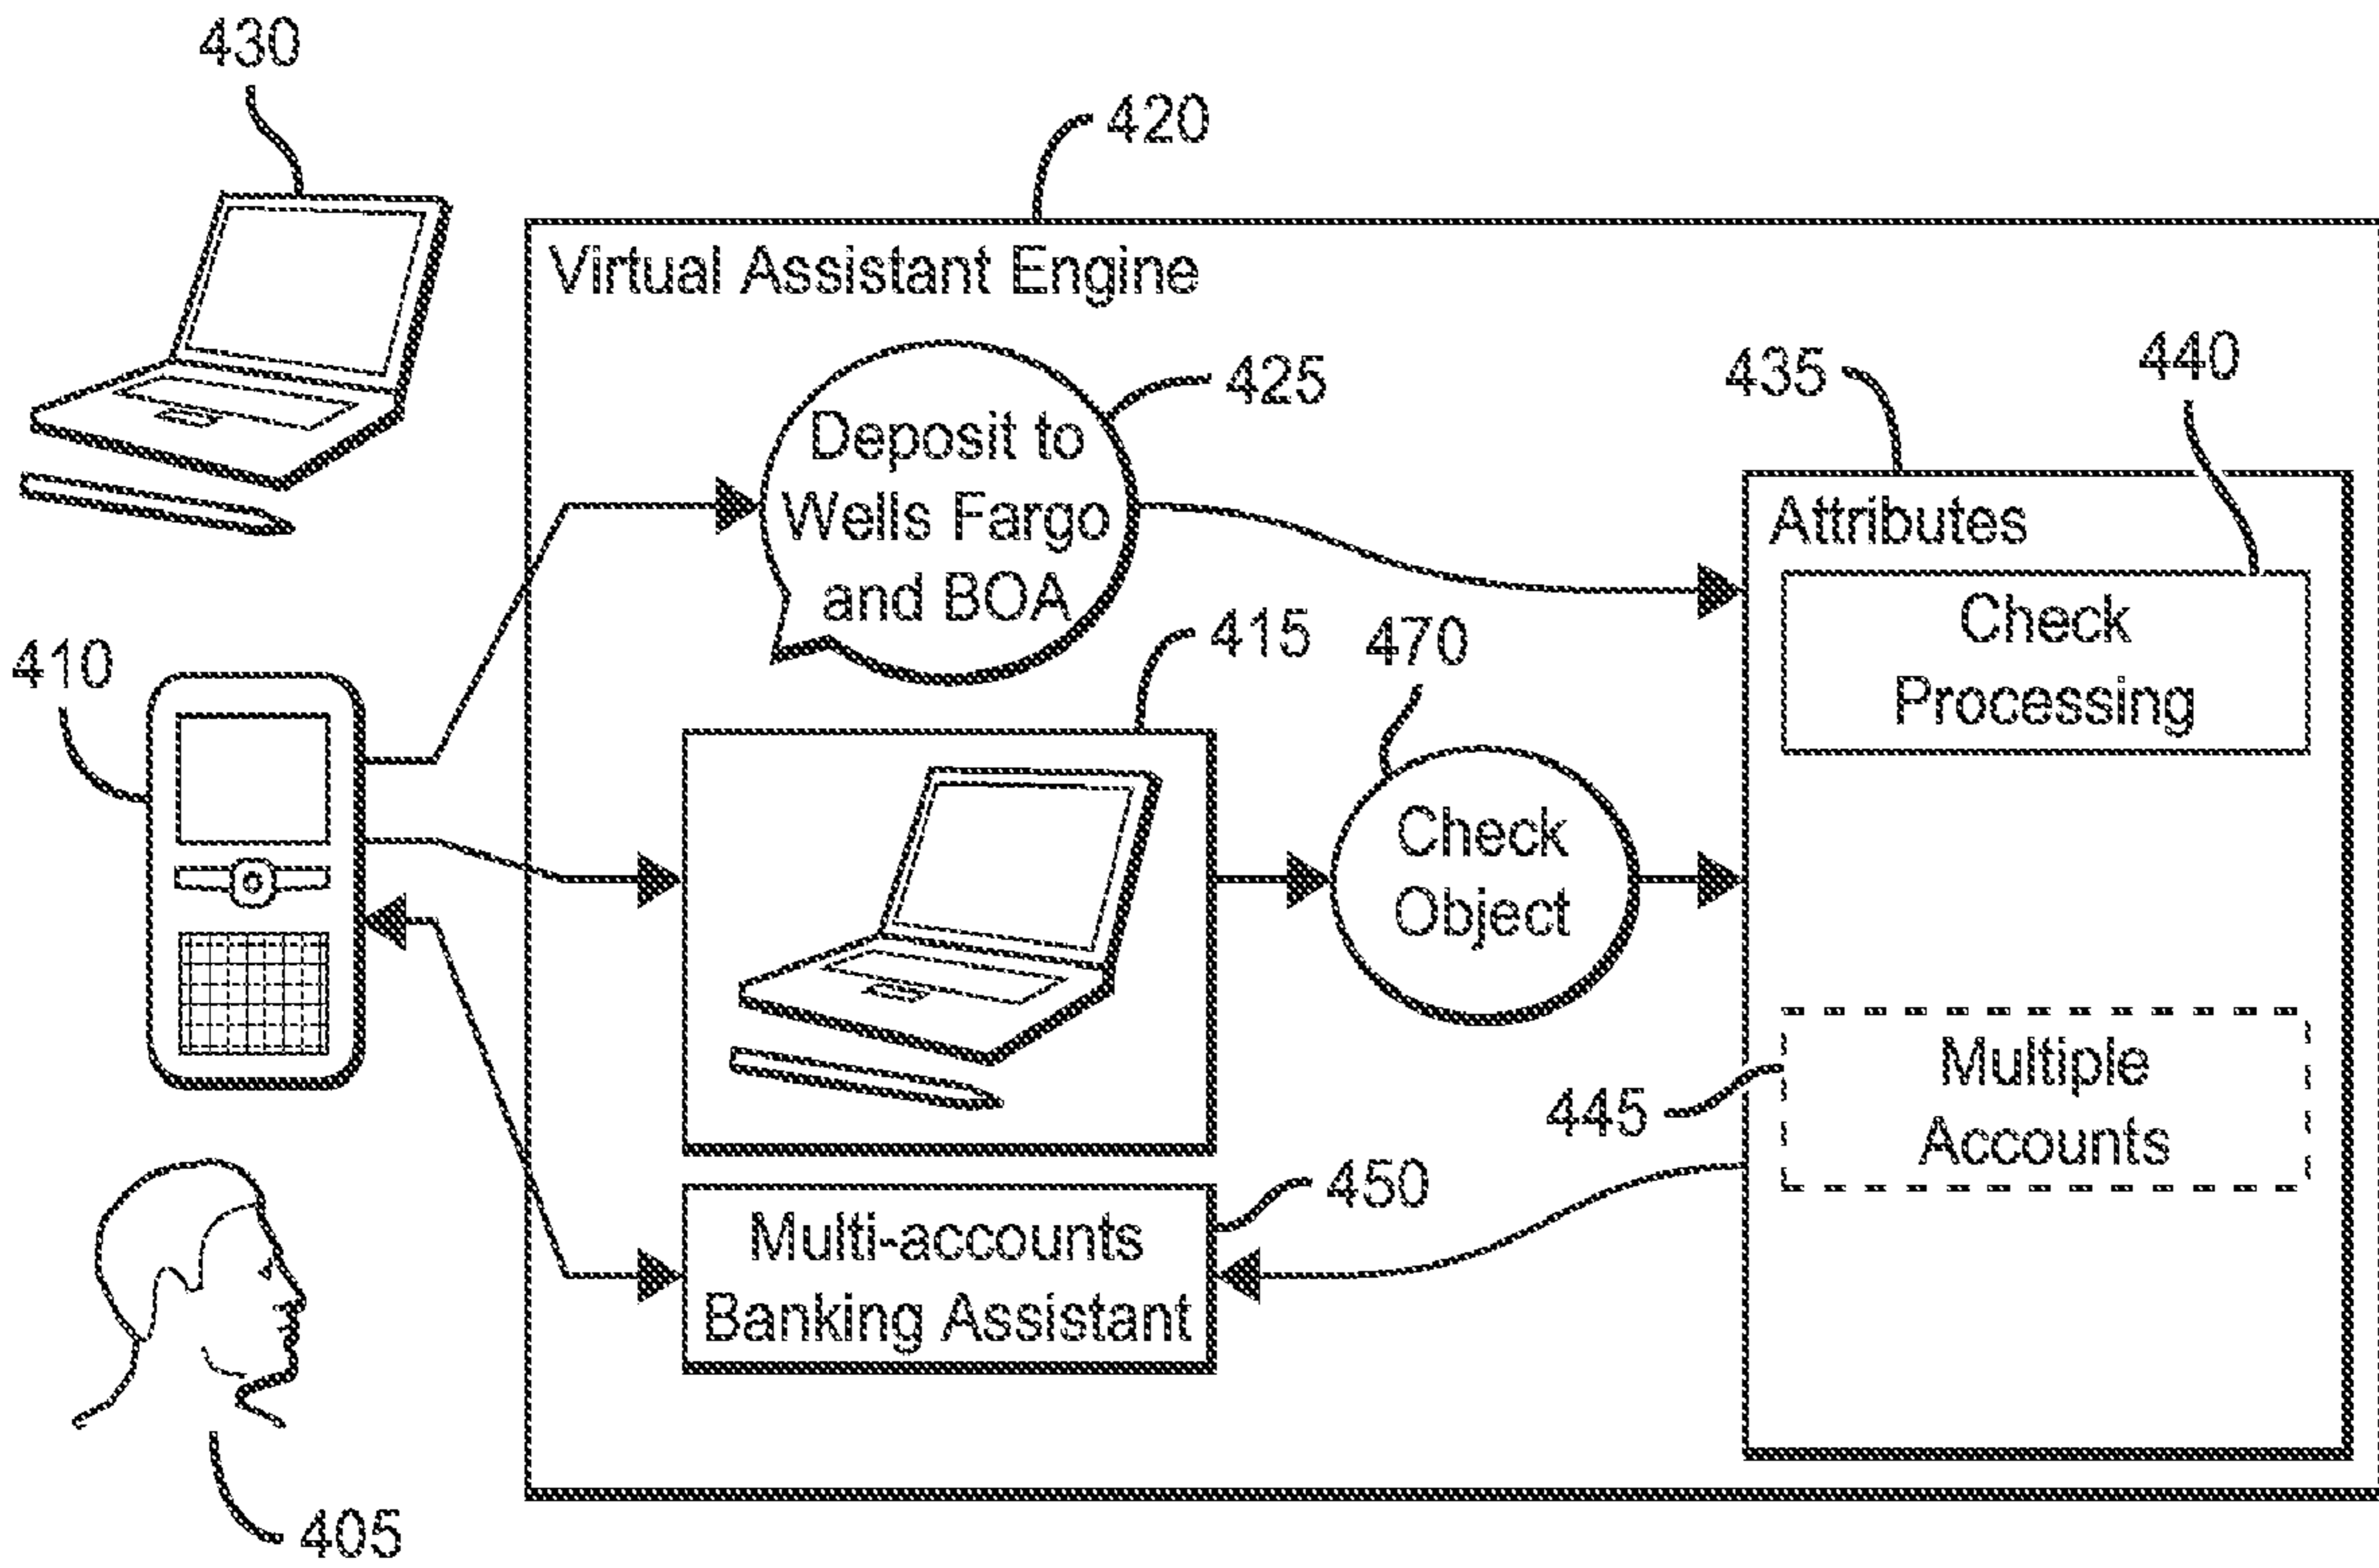 430
420
Virtual Assistant Engine
425
435
440
Deposit to
Wells Fargo
and BOA
Attributes
Check
Processing
410
415
470
Check
Object
445
Multiple
Accounts
450
Multi-accounts
Banking Assistant
405